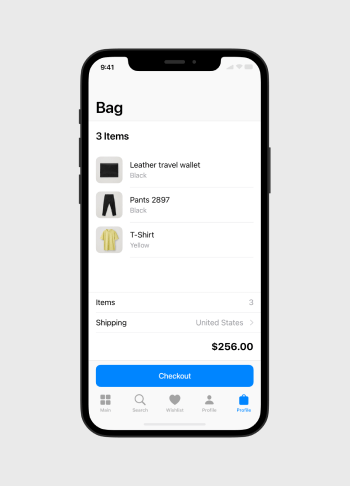 9:41
Bag
3 Items
Leather travel wallet
Black
Pants 2897
Black
T-Shirt
Yellow
Items 3
Shipping United States
$256.00
Checkout
Main Search Wishlist Profile Profile